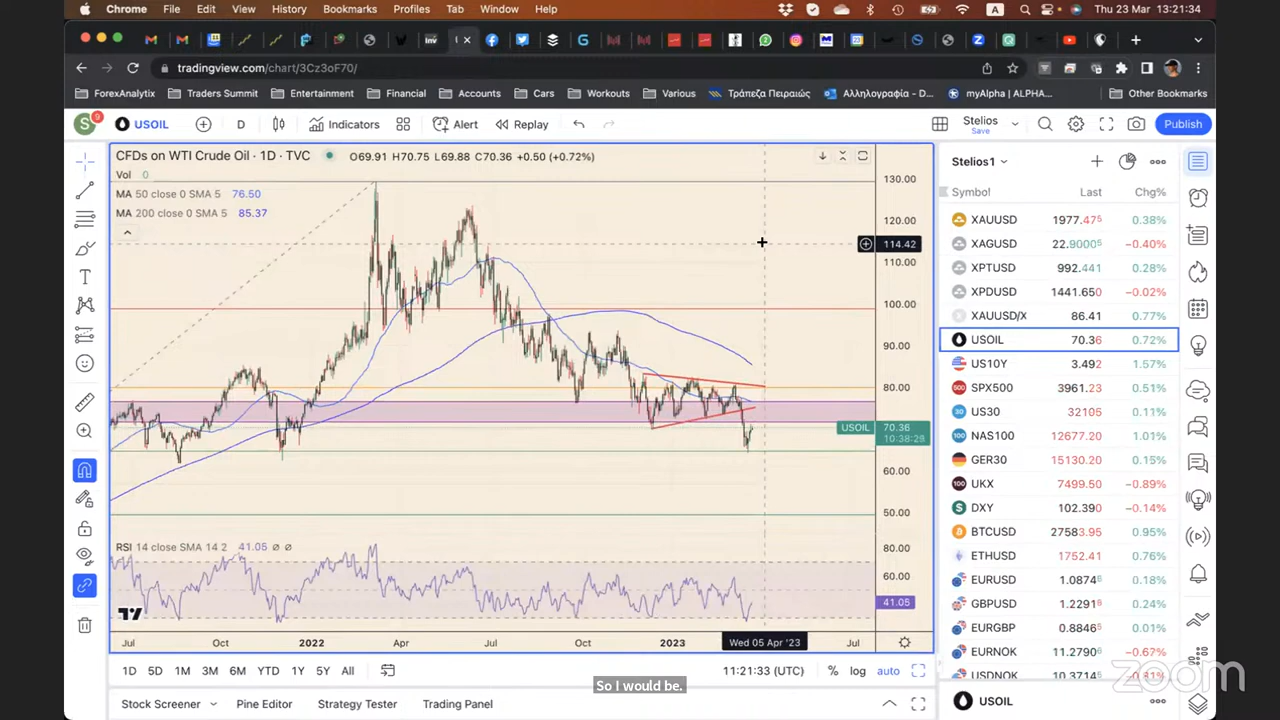 Chrome File Edit View History Bookmarks Profiles Tab Window Help A Thu 23 Mar 13:21:34
tradingview.com/chart/3Cz3oF70/
ForexAnalytix Traders Summit Entertainment Financial Accounts Cars Workouts Various Τράπεζα Πειραιώς Αλληλογραφία - D... myAlpha | ALPHA... Other Bookmarks
S 9 USOIL D Indicators Alert Replay Stelios Save Publish
CFDs on WTI Crude Oil · 1D · TVC O69.91 H70.75 L69.88 C70.36 +0.50 (+0.72%)
Vol 0
MA 50 close 0 SMA 5 76.50
MA 200 close 0 SMA 5 85.37
130.00
120.00
114.42
110.00
100.00
90.00
80.00
USOIL 70.36
10:38:28
60.00
50.00
RSI 14 close SMA 14 2 41.05 ø ø
80.00
60.00
41.05
Jul Oct 2022 Apr Jul Oct 2023 Wed 05 Apr '23 Jul
1D 5D 1M 3M 6M YTD 1Y 5Y All 11:21:33 (UTC) % log auto
So I would be.
Stock Screener Pine Editor Strategy Tester Trading Panel
Stelios1
Symbol Last Chg%
XAUUSD 1977.475 0.38%
XAGUSD 22.90005 −0.40%
XPTUSD 992.441 0.28%
XPDUSD 1441.650 −0.02%
XAUUSD/X 86.41 0.77%
USOIL 70.36 0.72%
US10Y 3.492 1.57%
SPX500 3961.23 0.51%
US30 32105 0.11%
NAS100 12677.20 1.01%
GER30 15130.20 0.15%
UKX 7499.50 −0.89%
DXY 102.390 −0.14%
BTCUSD 27583.95 0.95%
ETHUSD 1752.41 0.76%
EURUSD 1.08746 0.18%
GBPUSD 1.22918 0.24%
EURGBP 0.88465 0.01%
EURNOK 11.27906 −0.67%
USDNOK
zoom
USOIL